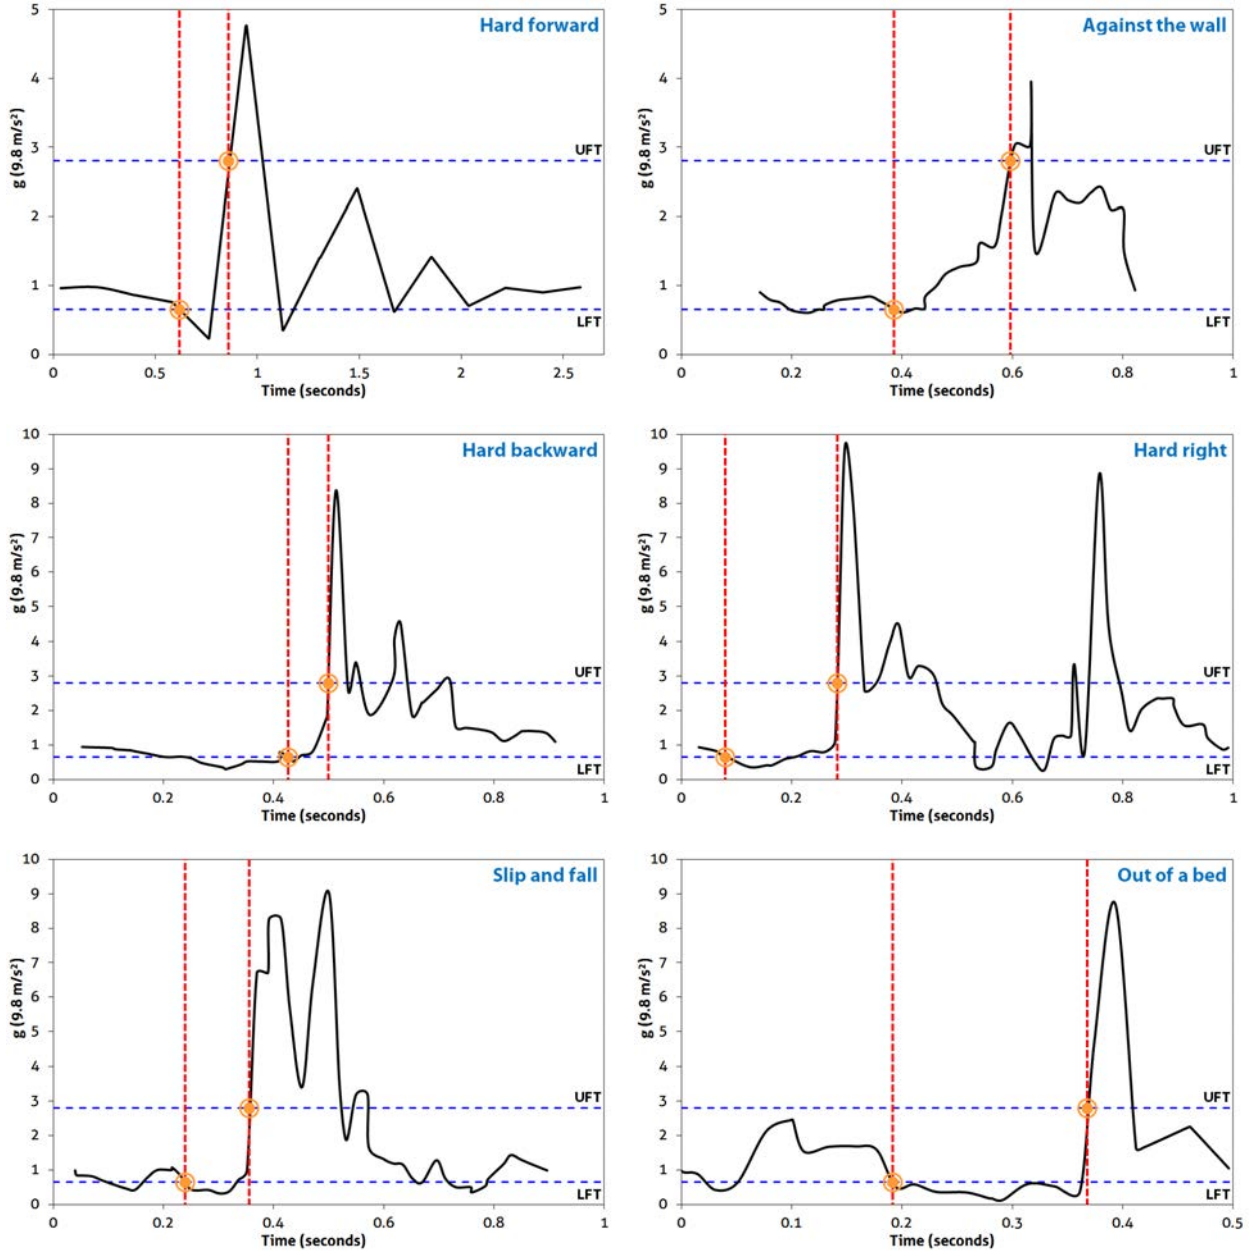 Hard forward
5
4
3
2
1
0
g (9.8 m/s²)
UFT
LFT
0 0.5 1 1.5 2 2.5
Time (seconds)
Against the wall
5
4
3
2
1
0
g (9.8 m/s²)
UFT
LFT
0 0.2 0.4 0.6 0.8 1
Time (seconds)
Hard backward
10
9
8
7
6
5
4
3
2
1
0
g (9.8 m/s²)
UFT
LFT
0 0.2 0.4 0.6 0.8 1
Time (seconds)
Hard right
10
9
8
7
6
5
4
3
2
1
0
g (9.8 m/s²)
UFT
LFT
0 0.2 0.4 0.6 0.8 1
Time (seconds)
Slip and fall
10
9
8
7
6
5
4
3
2
1
0
g (9.8 m/s²)
UFT
LFT
0 0.2 0.4 0.6 0.8 1
Time (seconds)
Out of a bed
10
9
8
7
6
5
4
3
2
1
0
g (9.8 m/s²)
UFT
LFT
0 0.1 0.2 0.3 0.4 0.5
Time (seconds)